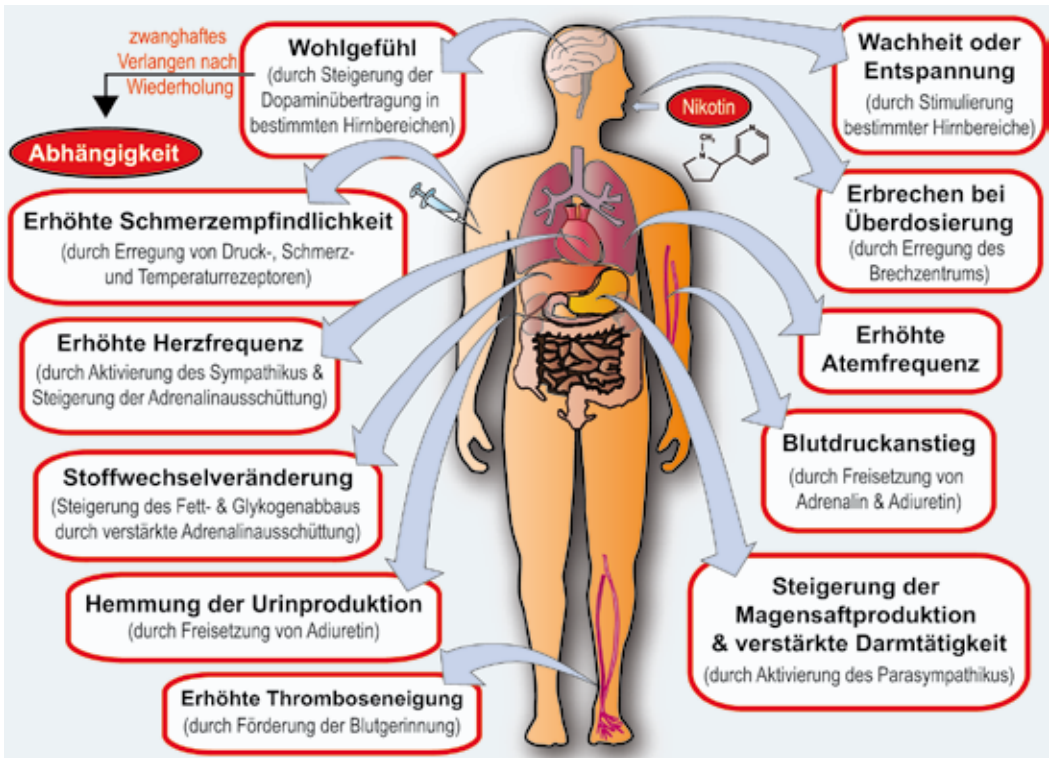 zwanghaftes
Verlangen nach
Wiederholung
Abhängigkeit
Wohlgefühl
(durch Steigerung der
Dopaminübertragung in
bestimmten Hirnbereichen)
Wachheit oder
Entspannung
(durch Stimulierung
bestimmter Hirnbereiche)
Nikotin
N
CH₃
N
Erhöhte Schmerzempfindlichkeit
(durch Erregung von Druck-, Schmerz-
und Temperaturrezeptoren)
Erbrechen bei
Überdosierung
(durch Erregung des
Brechzentrums)
Erhöhte Herzfrequenz
(durch Aktivierung des Sympathikus &
Steigerung der Adrenalinausschüttung)
Erhöhte
Atemfrequenz
Stoffwechselveränderung
(Steigerung des Fett- & Glykogenabbaus
durch verstärkte Adrenalinausschüttung)
Blutdruckanstieg
(durch Freisetzung von
Adrenalin & Adiuretin)
Hemmung der Urinproduktion
(durch Freisetzung von Adiuretin)
Steigerung der
Magensaftproduktion
& verstärkte Darmtätigkeit
(durch Aktivierung des Parasympathikus)
Erhöhte Thromboseneigung
(durch Förderung der Blutgerinnung)